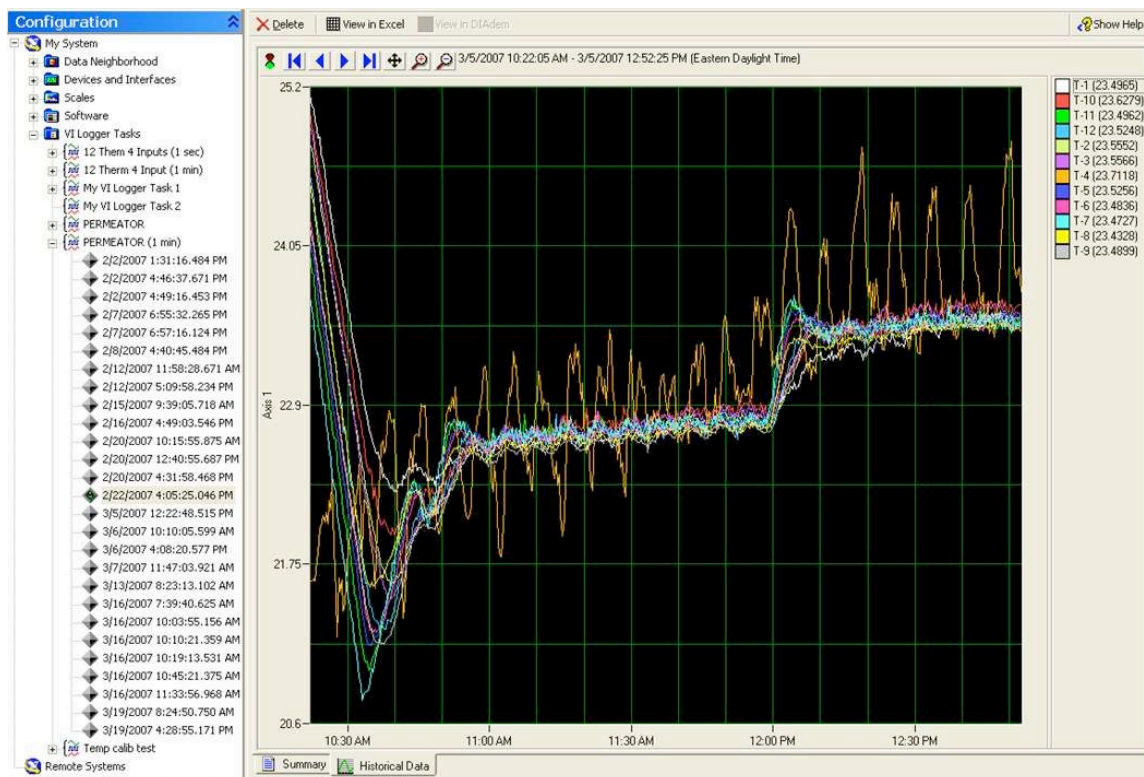 Configuration
My System
Data Neighborhood
Devices and Interfaces
Scales
Software
VI Logger Tasks
12 Them 4 Inputs (1 sec)
12 Therm 4 Input (1 min)
My VI Logger Task 1
My VI Logger Task 2
PERMEATOR
PERMEATOR (1 min)
2/2/2007 1:31:16.484 PM
2/2/2007 4:46:37.671 PM
2/2/2007 4:49:16.453 PM
2/7/2007 6:55:32.265 PM
2/7/2007 6:57:16.124 PM
2/8/2007 4:40:45.484 PM
2/12/2007 11:58:28.671 AM
2/12/2007 5:09:58.234 PM
2/15/2007 9:39:05.718 AM
2/16/2007 4:49:03.546 PM
2/20/2007 10:15:55.875 AM
2/20/2007 12:40:55.687 PM
2/20/2007 4:31:58.468 PM
2/22/2007 4:05:25.046 PM
3/5/2007 12:22:48.515 PM
3/6/2007 10:10:05.599 AM
3/6/2007 4:08:20.577 PM
3/7/2007 11:47:03.921 AM
3/13/2007 8:23:13.102 AM
3/16/2007 7:39:40.625 AM
3/16/2007 10:03:55.156 AM
3/16/2007 10:10:21.359 AM
3/16/2007 10:19:13.531 AM
3/16/2007 10:45:21.375 AM
3/16/2007 11:33:56.968 AM
3/19/2007 8:24:50.750 AM
3/19/2007 4:28:55.171 PM
Temp calib test
Remote Systems
Delete View in Excel View in DIAdem Show Help
3/5/2007 10:22:05 AM - 3/5/2007 12:52:25 PM (Eastern Daylight Time)
25.2
24.05
22.9
21.75
20.6
Axis 1
10:30 AM 11:00 AM 11:30 AM 12:00 PM 12:30 PM
T-1 (23.4965)
T-10 (23.6279)
T-11 (23.4962)
T-12 (23.5248)
T-2 (23.5552)
T-3 (23.5566)
T-4 (23.7118)
T-5 (23.5256)
T-6 (23.4836)
T-7 (23.4727)
T-8 (23.4328)
T-9 (23.4899)
Summary Historical Data